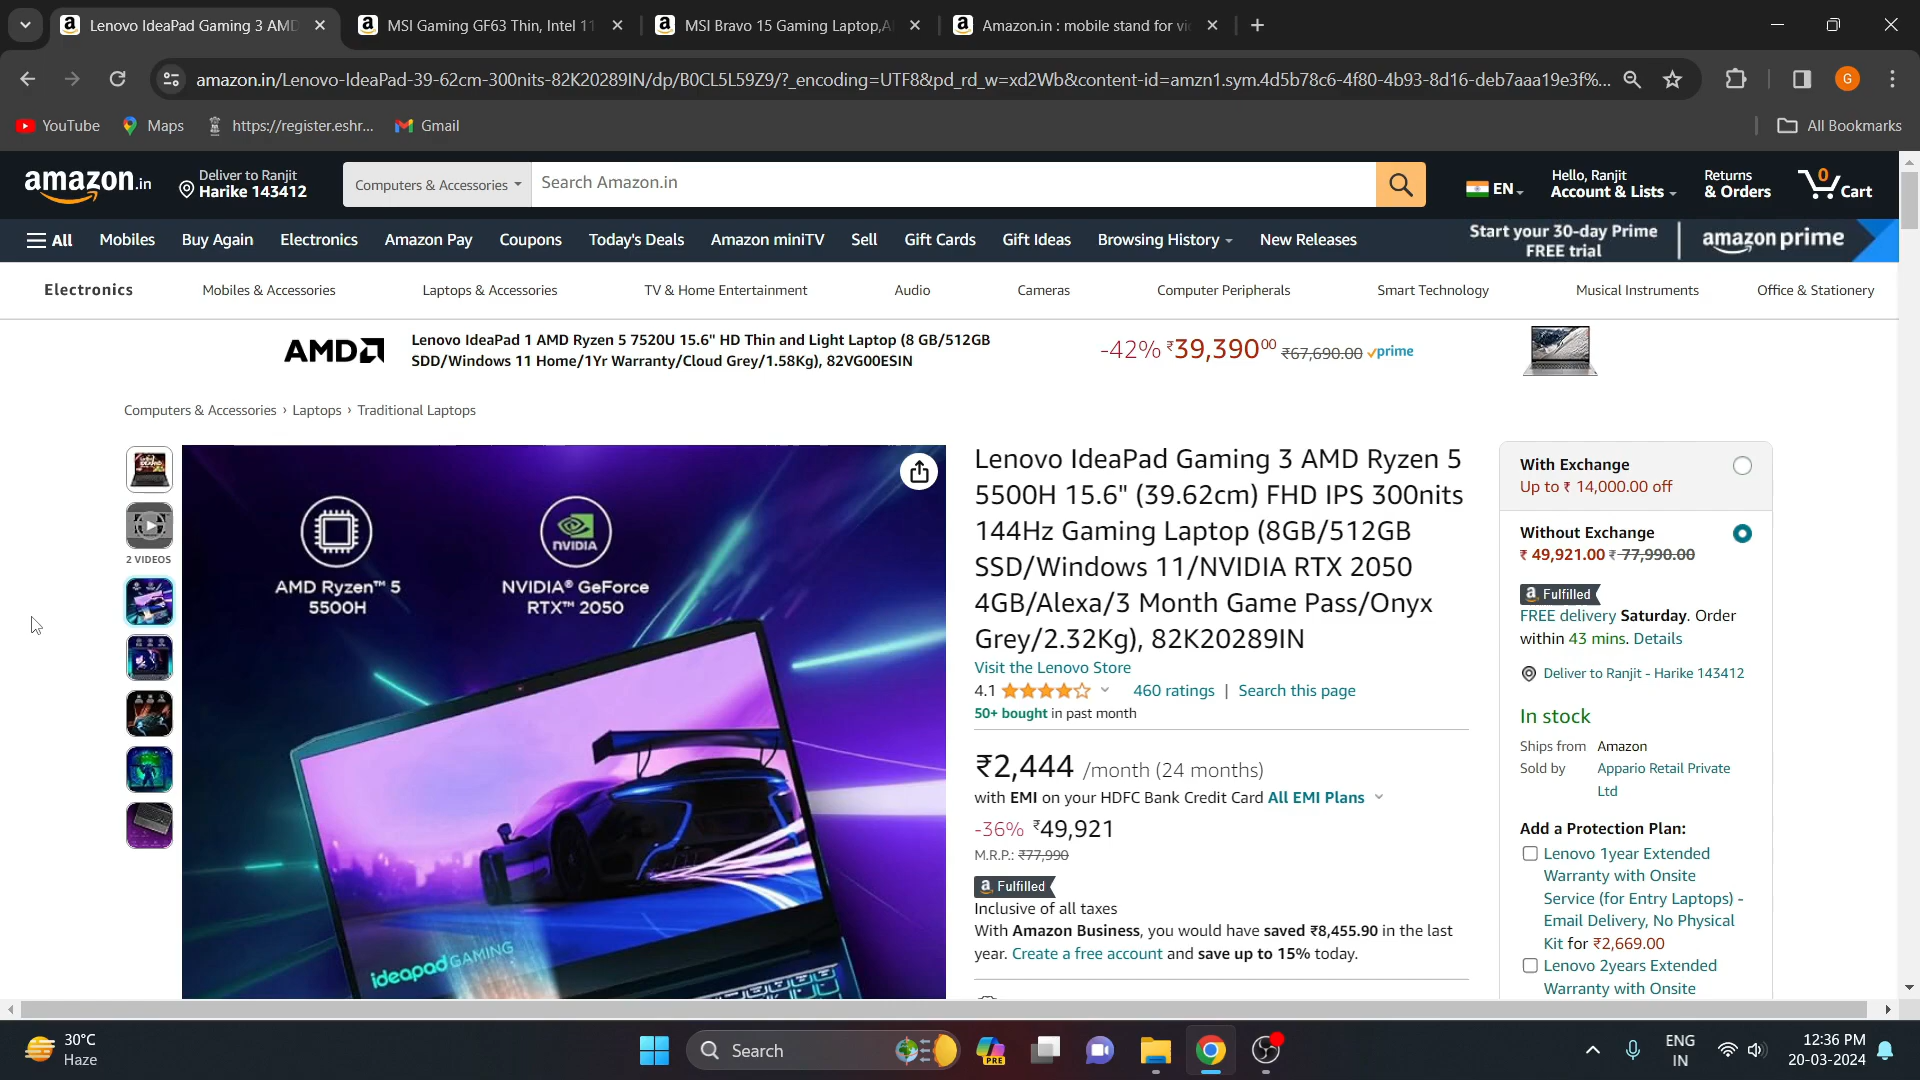 Lenovo IdeaPad Gaming 3 AMD
MSI Gaming GF63 Thin, Intel 11
MSI Bravo 15 Gaming Laptop,A
Amazon.in : mobile stand for vi
amazon.in/Lenovo-IdeaPad-39-62cm-300nits-82K20289IN/dp/B0CL5L59Z9/?_encoding=UTF8&pd_rd_w=xd2Wb&content-id=amzn1.sym.4d5b78c6-4f80-4b93-8d16-deb7aaa19e3f%...
G
YouTube
Maps
https://register.eshr...
Gmail
All Bookmarks
amazon.in
Deliver to Ranjit
Harike 143412
Computers & Accessories
Search Amazon.in
EN
Hello, Ranjit
Account & Lists
Returns
& Orders
0
Cart
All
Mobiles
Buy Again
Electronics
Amazon Pay
Coupons
Today's Deals
Amazon miniTV
Sell
Gift Cards
Gift Ideas
Browsing History
New Releases
Start your 30-day Prime
FREE trial
amazon prime
Electronics
Mobiles & Accessories
Laptops & Accessories
TV & Home Entertainment
Audio
Cameras
Computer Peripherals
Smart Technology
Musical Instruments
Office & Stationery
AMD
Lenovo IdeaPad 1 AMD Ryzen 5 7520U 15.6" HD Thin and Light Laptop (8 GB/512GB
SDD/Windows 11 Home/1Yr Warranty/Cloud Grey/1.58Kg), 82VG00ESIN
-42% ₹39,390.00 ₹67,690.00 prime
Computers & Accessories › Laptops › Traditional Laptops
2 VIDEOS
AMD Ryzen™ 5
5500H
NVIDIA
NVIDIA® GeForce
RTX™ 2050
ideapad GAMING
Lenovo IdeaPad Gaming 3 AMD Ryzen 5
5500H 15.6" (39.62cm) FHD IPS 300nits
144Hz Gaming Laptop (8GB/512GB
SSD/Windows 11/NVIDIA RTX 2050
4GB/Alexa/3 Month Game Pass/Onyx
Grey/2.32Kg), 82K20289IN
Visit the Lenovo Store
4.1
460 ratings | Search this page
50+ bought in past month
₹2,444 /month (24 months)
with EMI on your HDFC Bank Credit Card All EMI Plans
-36% ₹49,921
M.R.P.: ₹77,990
a Fulfilled
Inclusive of all taxes
With Amazon Business, you would have saved ₹8,455.90 in the last
year. Create a free account and save up to 15% today.
With Exchange
Up to ₹ 14,000.00 off
Without Exchange
₹ 49,921.00 ₹ 77,990.00
a Fulfilled
FREE delivery Saturday. Order
within 43 mins. Details
Deliver to Ranjit - Harike 143412
In stock
Ships from Amazon
Sold by Appario Retail Private
Ltd
Add a Protection Plan:
Lenovo 1year Extended
Warranty with Onsite
Service (for Entry Laptops) -
Email Delivery, No Physical
Kit for ₹2,669.00
Lenovo 2years Extended
Warranty with Onsite
30°C
Haze
Search
PRE
ENG
IN
12:36 PM
20-03-2024